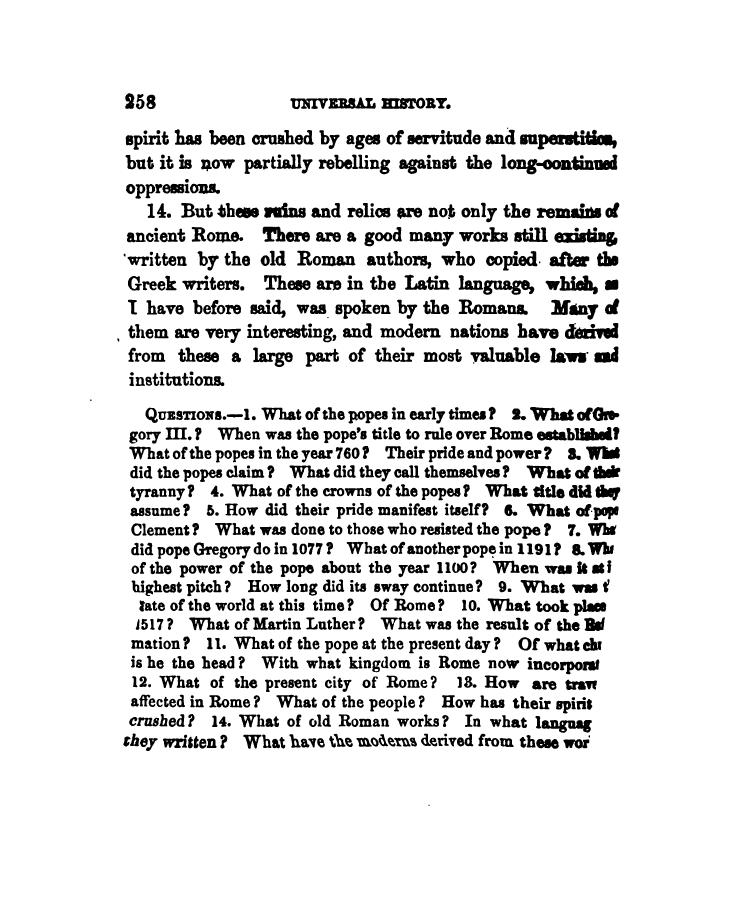 258 UNIVERSAL HISTORY.
spirit has been crushed by ages of servitude and superstition,
but it is now partially rebelling against the long-continued
oppressions.
14. But these ruins and relics are not only the remains of
ancient Rome. There are a good many works still existing,
written by the old Roman authors, who copied after the
Greek writers. These are in the Latin language, which, as
I have before said, was spoken by the Romans. Many of
them are very interesting, and modern nations have derived
from these a large part of their most valuable laws and
institutions.
QUESTIONS.—1. What of the popes in early times? 2. What of Gre-
gory III.? When was the pope's title to rule over Rome established?
What of the popes in the year 760? Their pride and power? 3. What
did the popes claim? What did they call themselves? What of their
tyranny? 4. What of the crowns of the popes? What title did they
assume? 5. How did their pride manifest itself? 6. What of pope
Clement? What was done to those who resisted the pope? 7. What
did pope Gregory do in 1077? What of another pope in 1191? 8. Wh
of the power of the pope about the year 1100? When was it at i
highest pitch? How long did its sway continue? 9. What was t
tate of the world at this time? Of Rome? 10. What took place
1517? What of Martin Luther? What was the result of the Ref
mation? 11. What of the pope at the present day? Of what chr
is he the head? With what kingdom is Rome now incorporat
12. What of the present city of Rome? 13. How are trav
affected in Rome? What of the people? How has their spirit
crushed? 14. What of old Roman works? In what languag
they written? What have the moderns derived from these wor